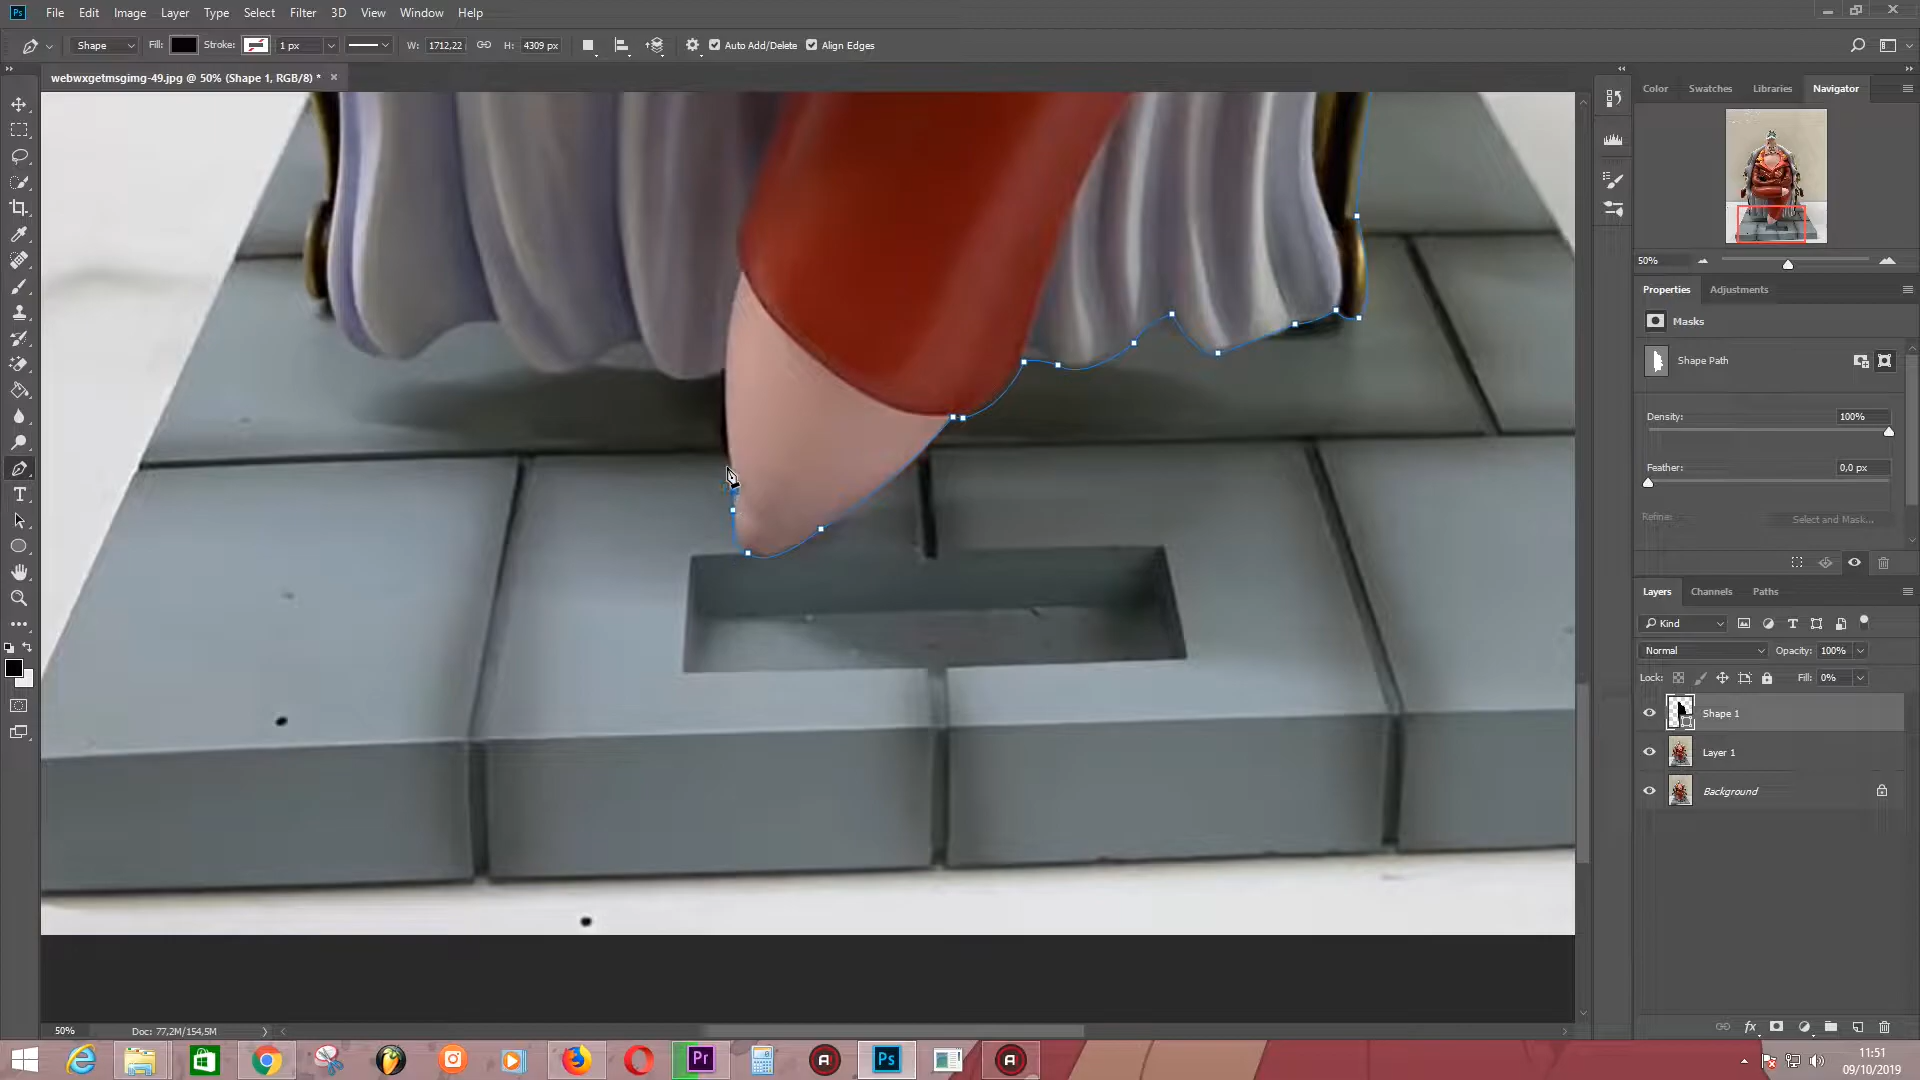 Ps File Edit Image Layer Type Select Filter 3D View Window Help
Shape Fill: Stroke: 1 px W: 1712,22 H: 4309 px Auto Add/Delete Align Edges
webwxgetmsgimg-49.jpg @ 50% (Shape 1, RGB/8) * ×
Color Swatches Libraries Navigator
50%
Properties Adjustments
Masks
Shape Path
Density: 100%
Feather: 0,0 px
Refine: Select and Mask...
Layers Channels Paths
Kind
Normal Opacity: 100%
Lock: Fill: 0%
Shape 1
Layer 1
Background
fx
50% Doc: 77,2M/154,5M
Pr Ps
11:51
09/10/2019